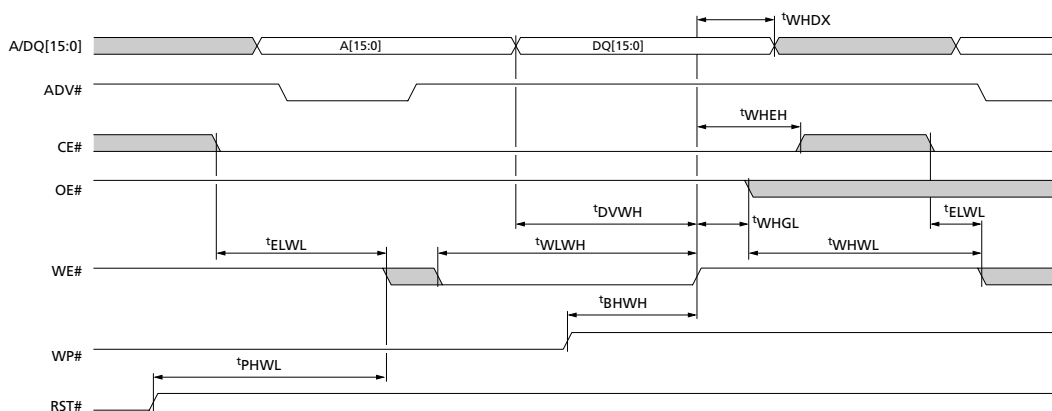 tWHDX
A/DQ[15:0] A[15:0] DQ[15:0]
ADV#
tWHEH
CE#
OE#
tDVWH tWHGL tELWL
tELWL tWLWH tWHWL
WE#
tBHWH
WP#
tPHWL
RST#